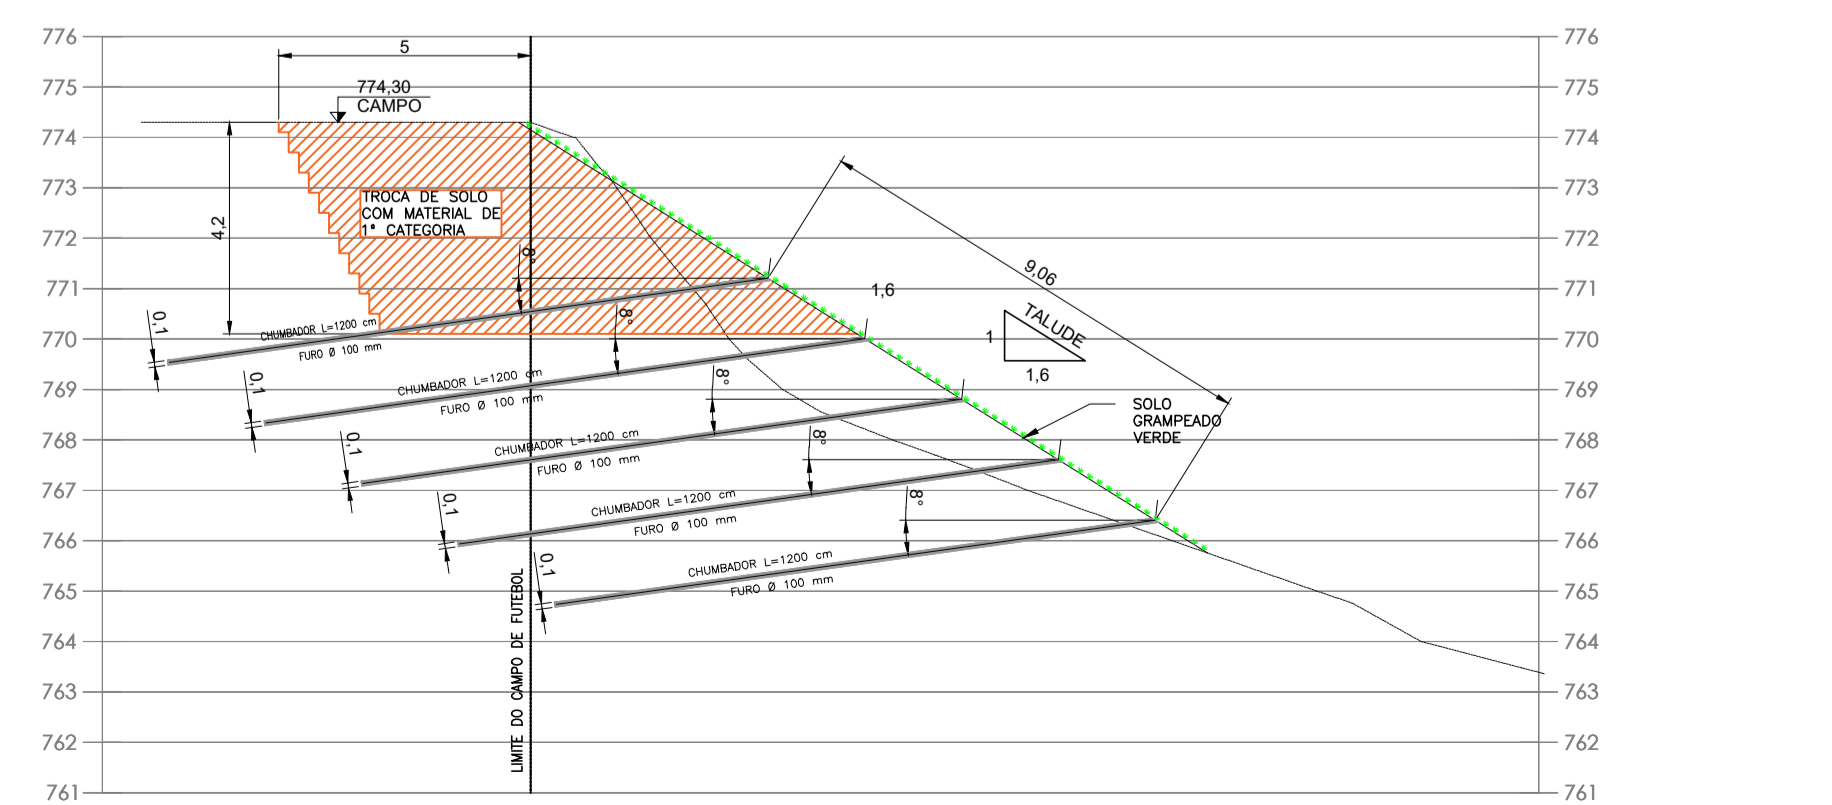 776
776
5
775
775
774,30
CAMPO
774
774
773
773
TROCA DE SOLO
COM MATERIAL DE
1ª CATEGORIA
4,2
772
772
8°
9,06
771
771
1,6
0,1
CHUMBADOR L=1200 cm
FURO Ø 100 mm
8°
TALUDE
1
1,6
770
770
0,1
CHUMBADOR L=1200 cm
FURO Ø 100 mm
8°
769
769
SOLO
GRAMPEADO
VERDE
0,1
CHUMBADOR L=1200 cm
FURO Ø 100 mm
8°
768
768
767
767
0,1
CHUMBADOR L=1200 cm
FURO Ø 100 mm
8°
766
766
0,1
CHUMBADOR L=1200 cm
FURO Ø 100 mm
765
765
LIMITE DO CAMPO DE FUTEBOL
764
764
763
763
762
762
761
761